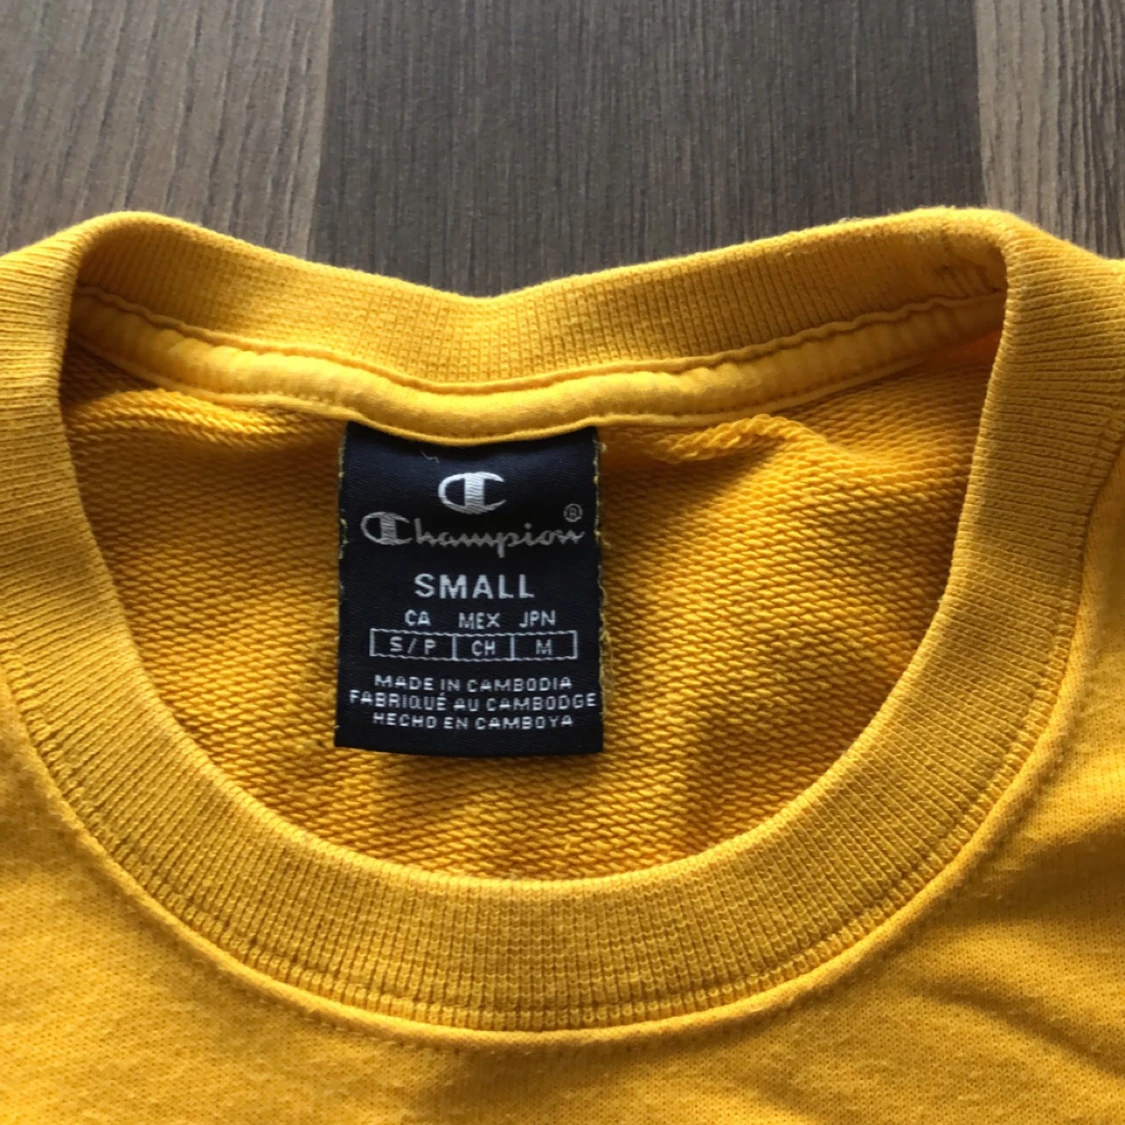 Champion®
SMALL
CA MEX JPN
S/P CH M
MADE IN CAMBODIA
FABRIQUÉ AU CAMBODGE
HECHO EN CAMBOYA